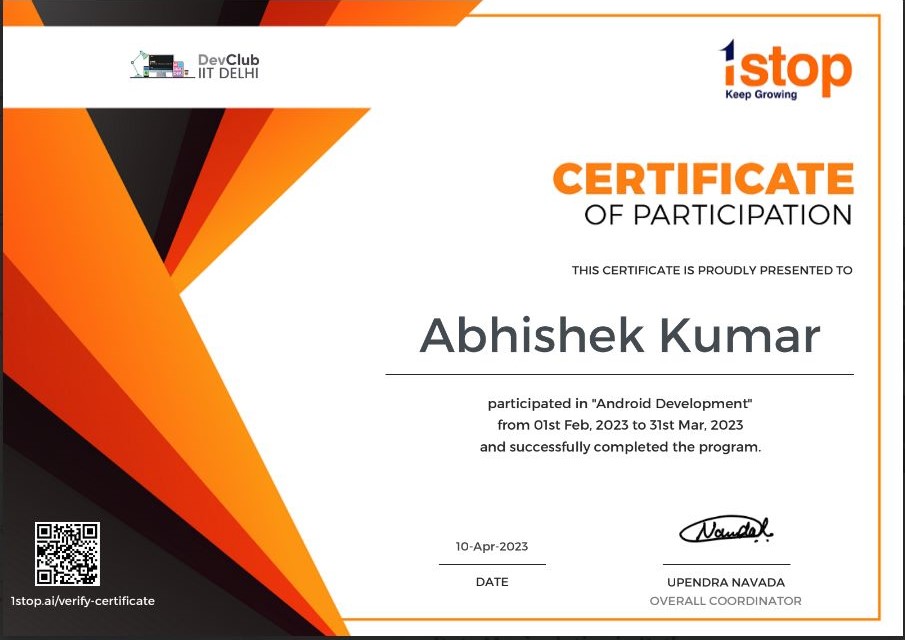 DevClub
IIT DELHI
1stop
Keep Growing
CERTIFICATE
OF PARTICIPATION
THIS CERTIFICATE IS PROUDLY PRESENTED TO
Abhishek Kumar
participated in "Android Development"
from 01st Feb, 2023 to 31st Mar, 2023
and successfully completed the program.
10-Apr-2023
DATE
UPENDRA NAVADA
OVERALL COORDINATOR
1stop.ai/verify-certificate